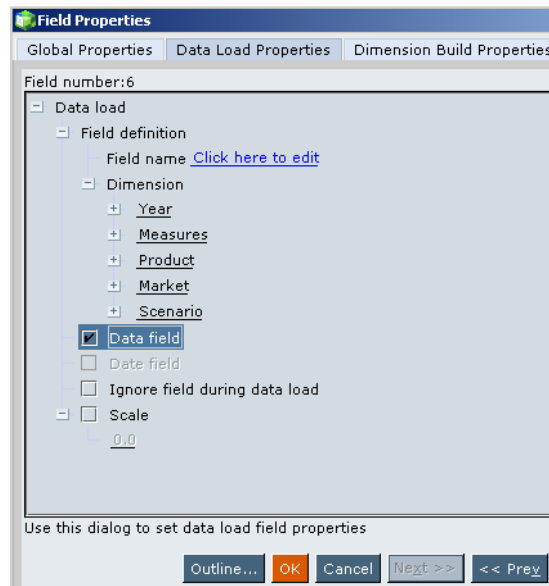 Field Properties
Global Properties Data Load Properties Dimension Build Properties
Field number:6
Data load
Field definition
Field name Click here to edit
Dimension
Year
Measures
Product
Market
Scenario
Data field
Date field
Ignore field during data load
Scale
0.0
Use this dialog to set data load field properties
Outline... OK Cancel Next >> << Prev